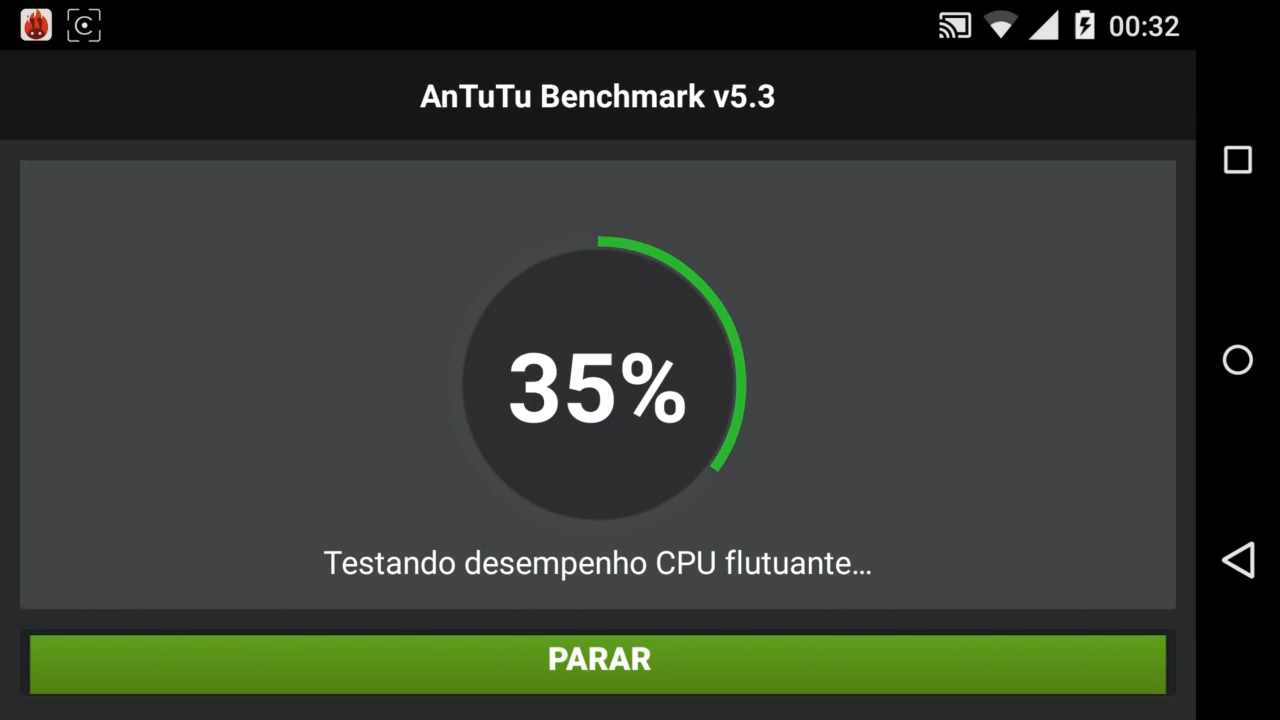 00:32
AnTuTu Benchmark v5.3
35%
Testando desempenho CPU flutuante...
PARAR